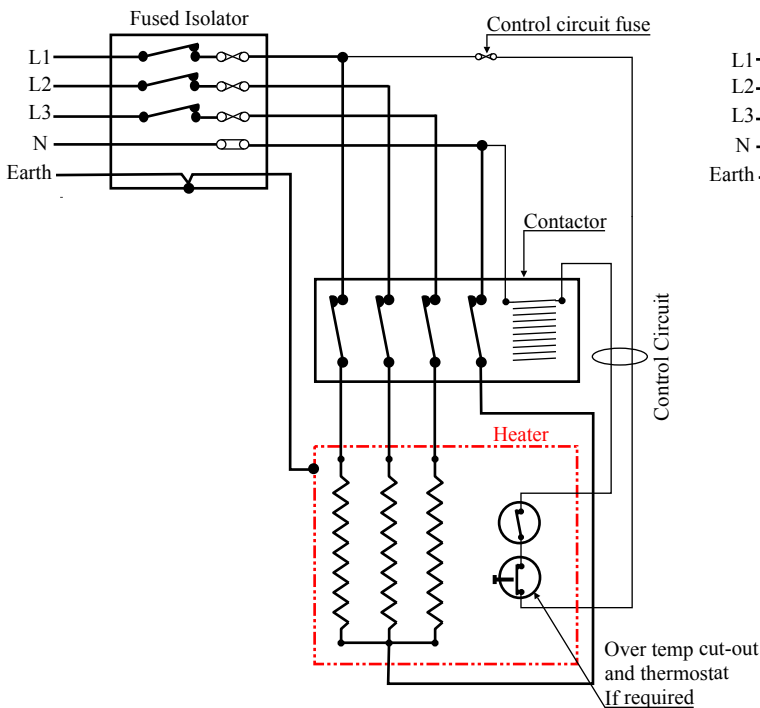 Fused Isolator
Control circuit fuse
L1
L2
L3
N
Earth
L1
L2
L3
N
Earth
Contactor
Control Circuit
Heater
Over temp cut-out
and thermostat
If required